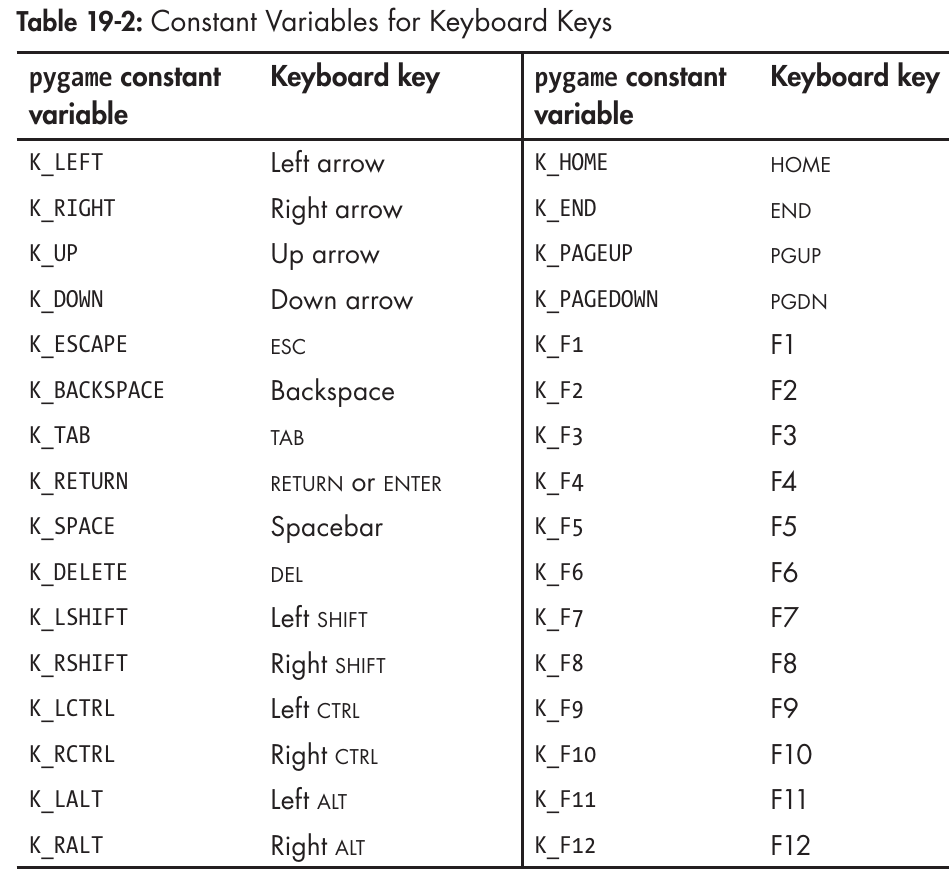 Table 19-2: Constant Variables for Keyboard Keys
pygame constant variable Keyboard key pygame constant variable Keyboard key
K_LEFT Left arrow K_HOME HOME
K_RIGHT Right arrow K_END END
K_UP Up arrow K_PAGEUP PGUP
K_DOWN Down arrow K_PAGEDOWN PGDN
K_ESCAPE ESC K_F1 F1
K_BACKSPACE Backspace K_F2 F2
K_TAB TAB K_F3 F3
K_RETURN RETURN or ENTER K_F4 F4
K_SPACE Spacebar K_F5 F5
K_DELETE DEL K_F6 F6
K_LSHIFT Left SHIFT K_F7 F7
K_RSHIFT Right SHIFT K_F8 F8
K_LCTRL Left CTRL K_F9 F9
K_RCTRL Right CTRL K_F10 F10
K_LALT Left ALT K_F11 F11
K_RALT Right ALT K_F12 F12